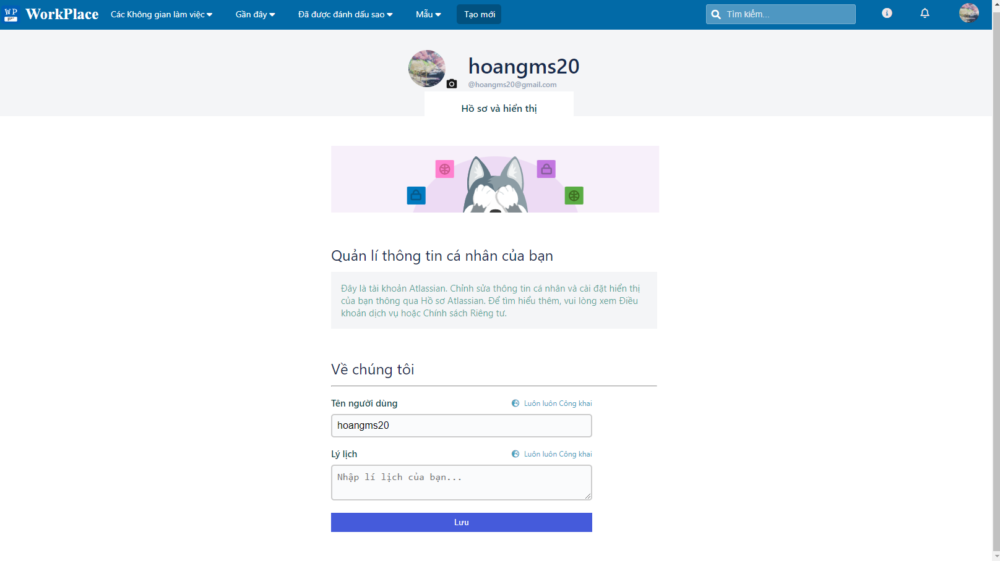 WP WorkPlace Các Không gian làm việc Gần đây Đã được đánh dấu sao Mẫu Tạo mới Tìm kiếm...
hoangms20
@hoangms20@gmail.com
Hồ sơ và hiển thị
Quản lí thông tin cá nhân của bạn
Đây là tài khoản Atlassian. Chỉnh sửa thông tin cá nhân và cài đặt hiển thị
của bạn thông qua Hồ sơ Atlassian. Để tìm hiểu thêm, vui lòng xem Điều
khoản dịch vụ hoặc Chính sách Riêng tư.
Về chúng tôi
Tên người dùng Luôn luôn Công khai
hoangms20
Lý lịch Luôn luôn Công khai
Nhập lí lịch của bạn...
Lưu